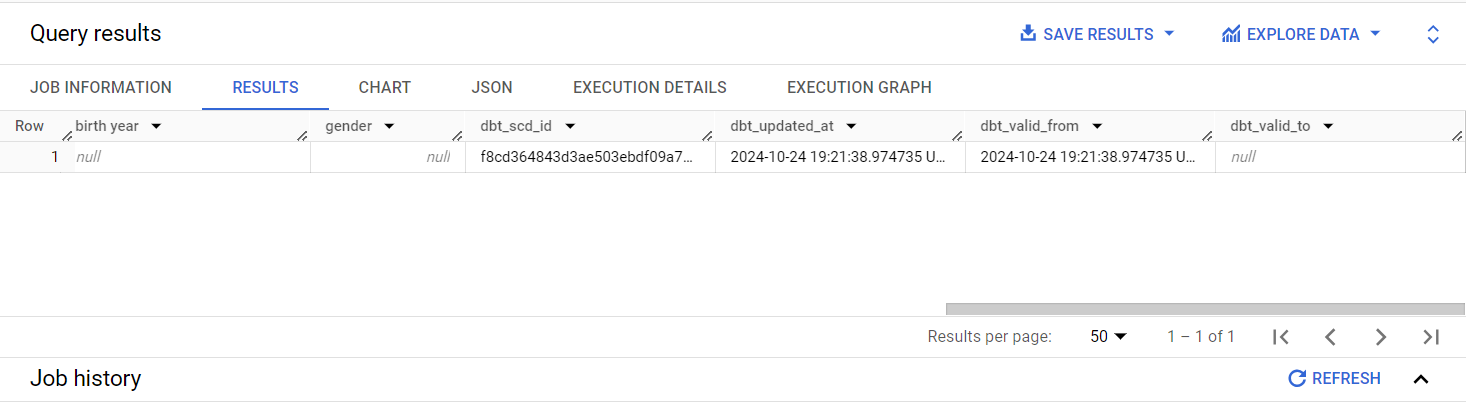 Query results SAVE RESULTS EXPLORE DATA
JOB INFORMATION RESULTS CHART JSON EXECUTION DETAILS EXECUTION GRAPH
Row birth year gender dbt_scd_id dbt_updated_at dbt_valid_from dbt_valid_to
1 null null f8cd364843d3ae503ebdf09a7... 2024-10-24 19:21:38.974735 U... 2024-10-24 19:21:38.974735 U... null
Results per page: 50 1 – 1 of 1
Job history REFRESH